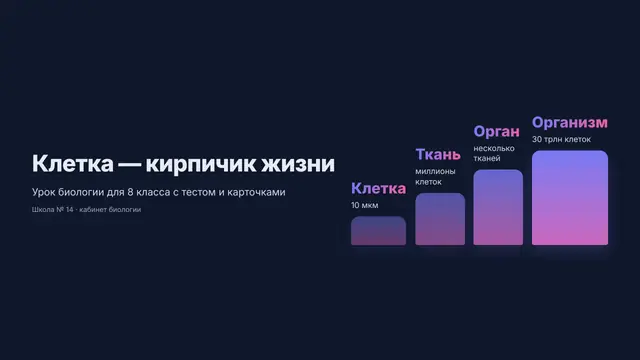 Клетка — кирпичик жизни
Урок биологии для 8 класса с тестом и карточками
Школа № 14 · кабинет биологии
Клетка
10 мкм
Ткань
миллионы
клеток
Орган
несколько
тканей
Организм
30 трлн клеток